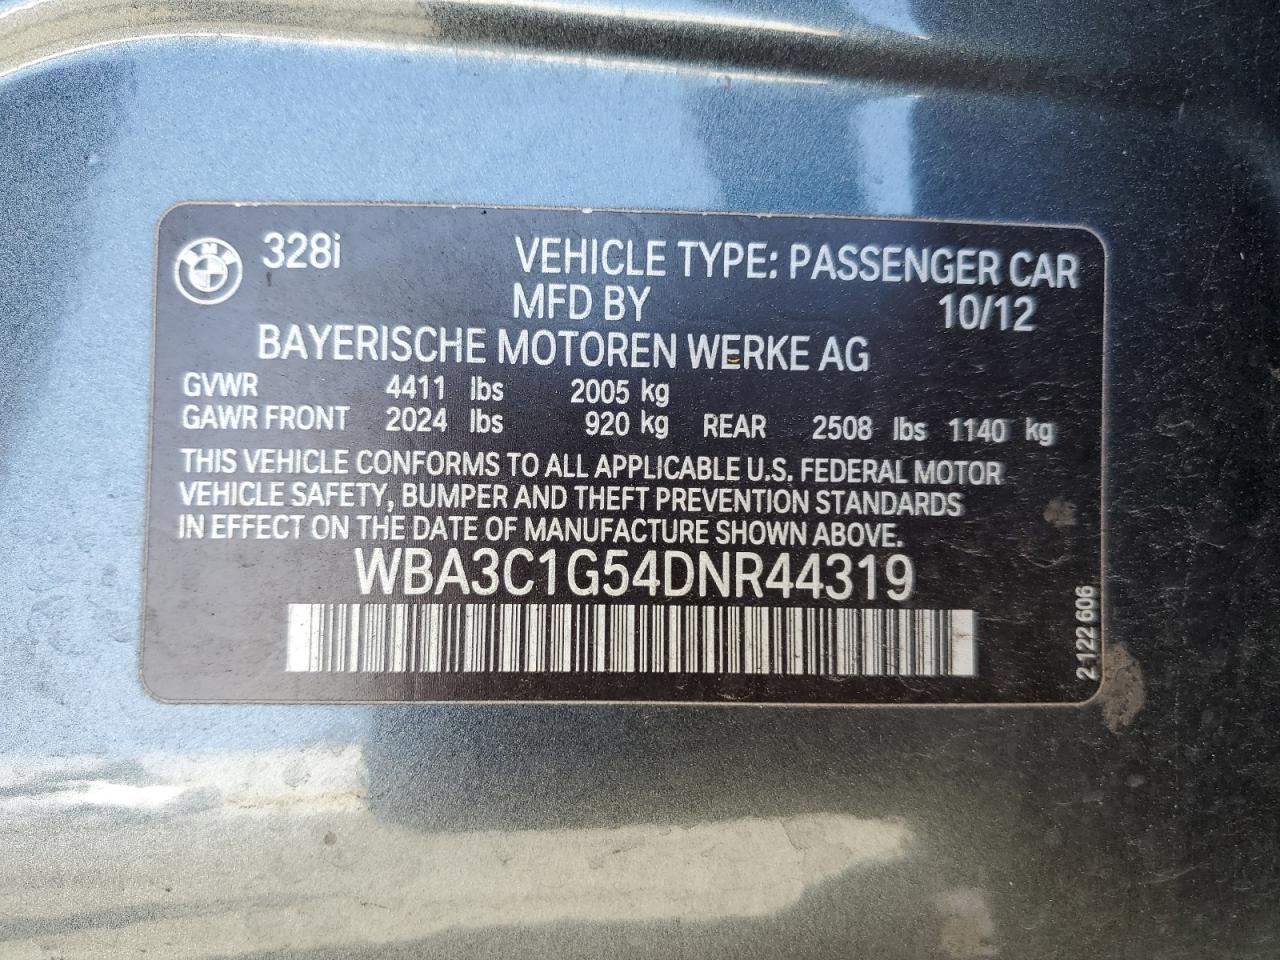 328i VEHICLE TYPE: PASSENGER CAR
MFD BY 10/12
BAYERISCHE MOTOREN WERKE AG
GVWR 4411 lbs 2005 kg
GAWR FRONT 2024 lbs 920 kg REAR 2508 lbs 1140 kg
THIS VEHICLE CONFORMS TO ALL APPLICABLE U.S. FEDERAL MOTOR
VEHICLE SAFETY, BUMPER AND THEFT PREVENTION STANDARDS
IN EFFECT ON THE DATE OF MANUFACTURE SHOWN ABOVE.
WBA3C1G54DNR44319
2 122 606